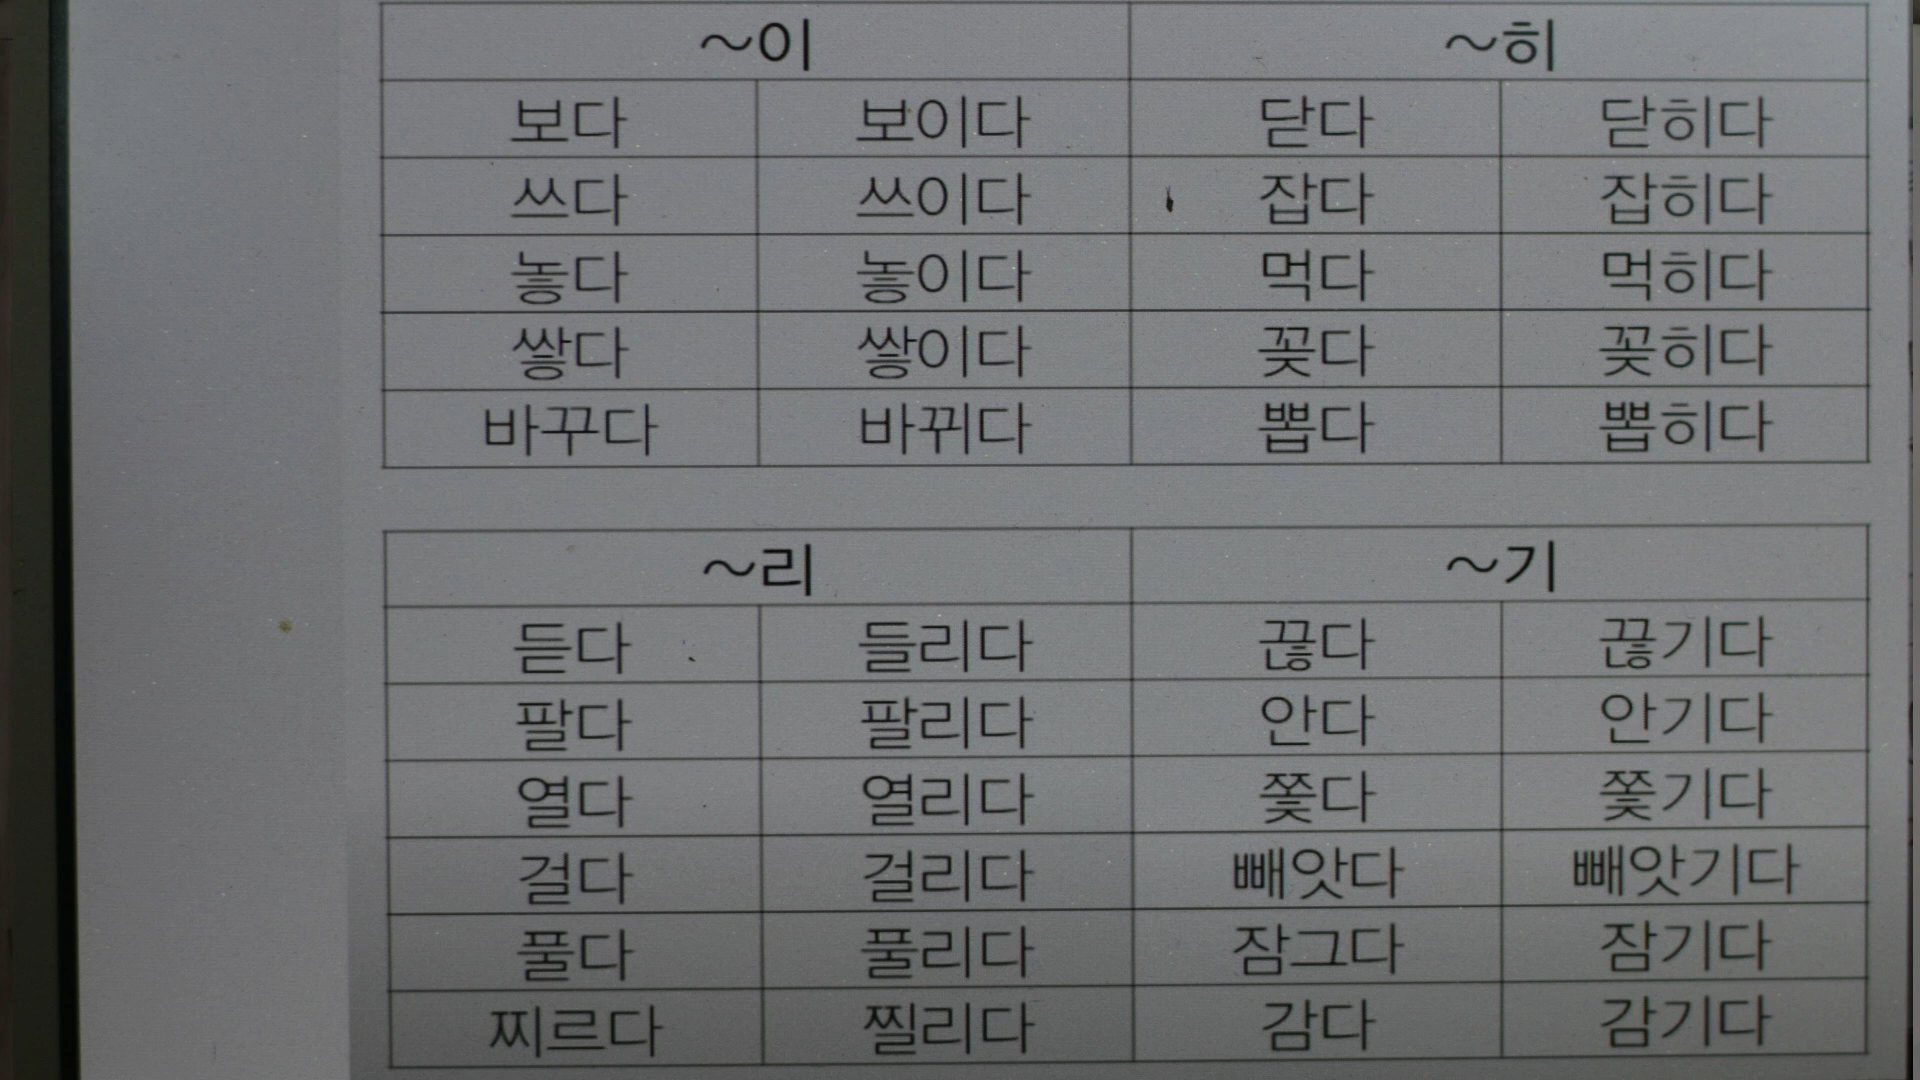 ~이 ~히
보다 보이다 닫다 닫히다
쓰다 쓰이다 잡다 잡히다
놓다 놓이다 먹다 먹히다
쌓다 쌓이다 꽂다 꽂히다
바꾸다 바뀌다 뽑다 뽑히다
~리 ~기
듣다 들리다 끊다 끊기다
팔다 팔리다 안다 안기다
열다 열리다 쫓다 쫓기다
걸다 걸리다 빼앗다 빼앗기다
풀다 풀리다 잠그다 잠기다
찌르다 찔리다 감다 감기다